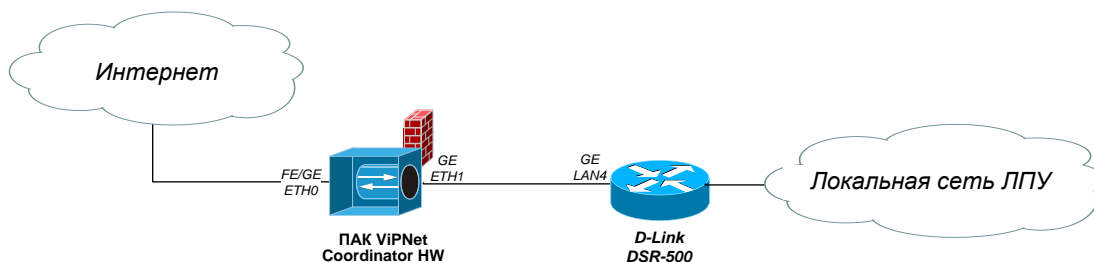 Интернет
FE/GE
ETH0
GE
ETH1
ПАК ViPNet
Coordinator HW
GE
LAN4
D-Link
DSR-500
Локальная сеть ЛПУ